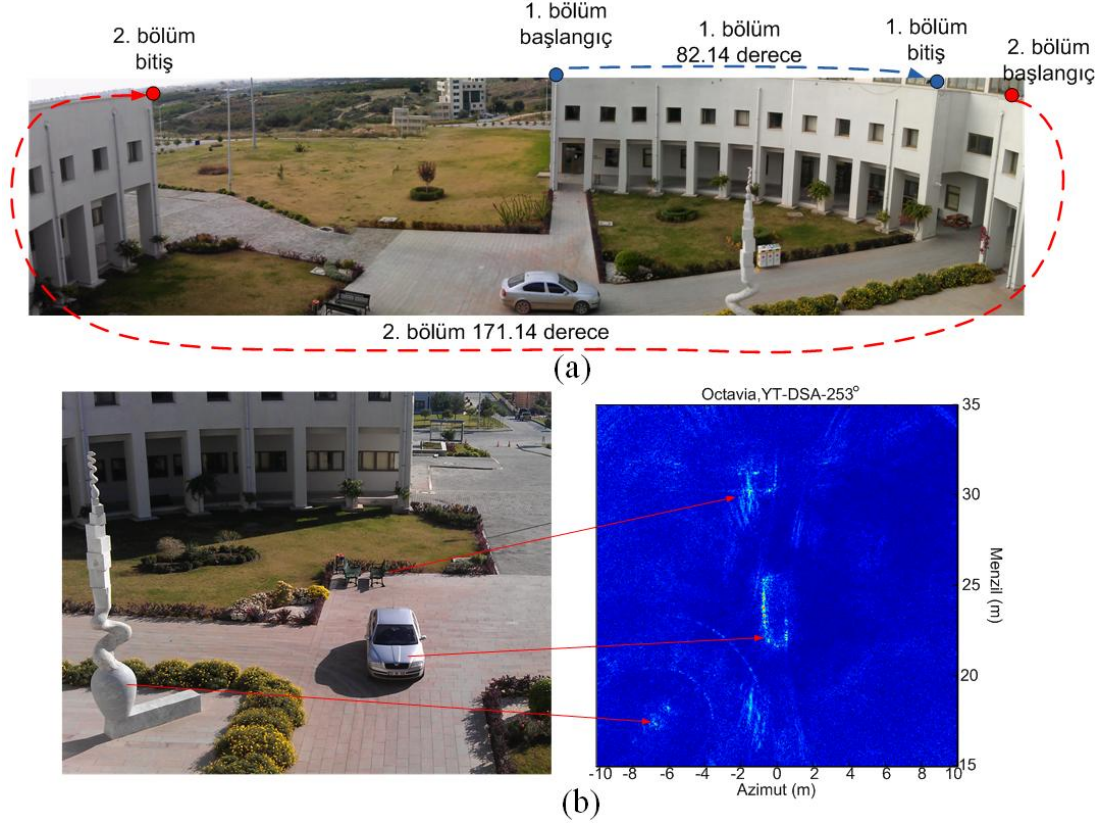 2. bölüm
bitiş
1. bölüm
başlangıç
1. bölüm
82.14 derece
1. bölüm
bitiş
2. bölüm
başlangıç
2. bölüm 171.14 derece
(a)
Octavia,YT-DSA-253°
35
30
25
20
15
Menzil (m)
-10 -8 -6 -4 -2 0 2 4 6 8 10
Azimut (m)
(b)